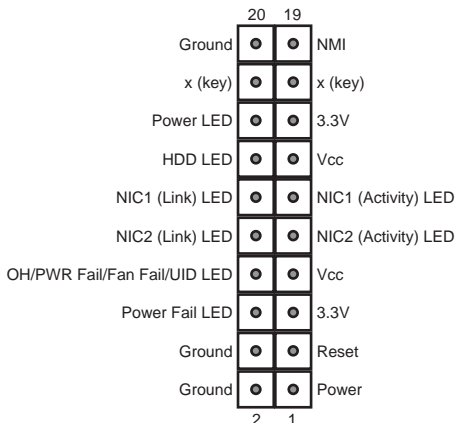 20 19
Ground NMI
x (key) x (key)
Power LED 3.3V
HDD LED Vcc
NIC1 (Link) LED NIC1 (Activity) LED
NIC2 (Link) LED NIC2 (Activity) LED
OH/PWR Fail/Fan Fail/UID LED Vcc
Power Fail LED 3.3V
Ground Reset
Ground Power
2 1